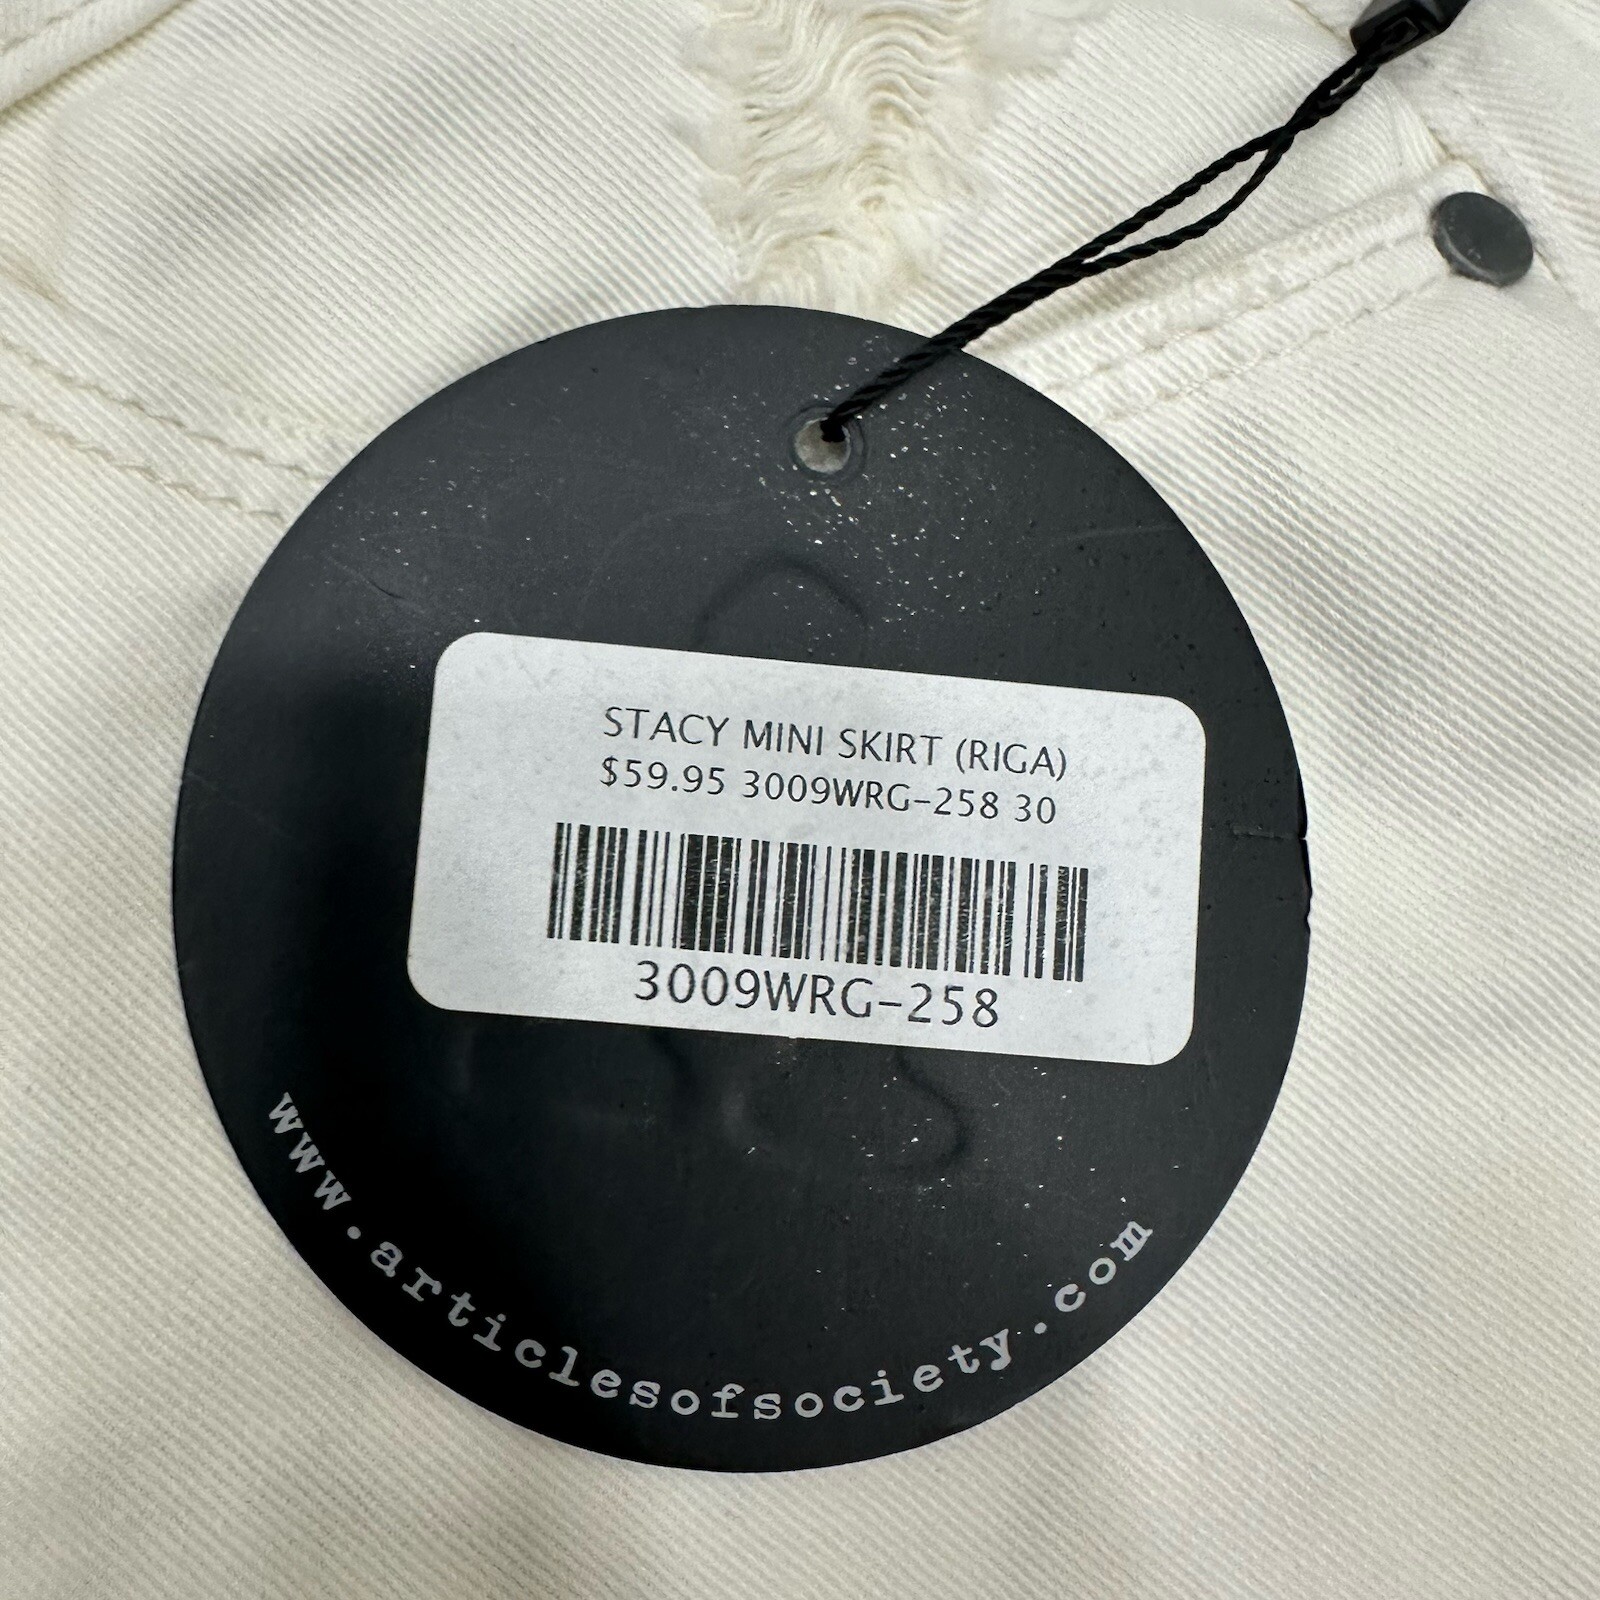 STACY MINI SKIRT (RIGA)
$59.95 3009WRG-258 30
3009WRG-258
www.articlesofsociety.com